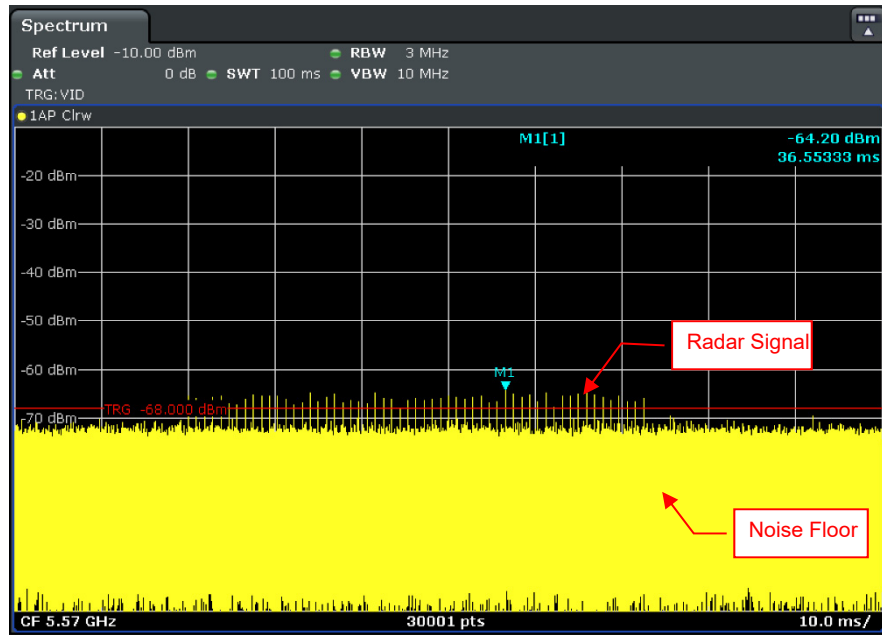 Spectrum
Ref Level -10.00 dBm RBW 3 MHz
Att 0 dB SWT 100 ms VBW 10 MHz
TRG:VID
1AP Clrw
M1[1] -64.20 dBm
36.55333 ms
-20 dBm
-30 dBm
-40 dBm
-50 dBm
Radar Signal
-60 dBm
M1
TRG -68.000 dBm
-70 dBm
Noise Floor
CF 5.57 GHz 30001 pts 10.0 ms/